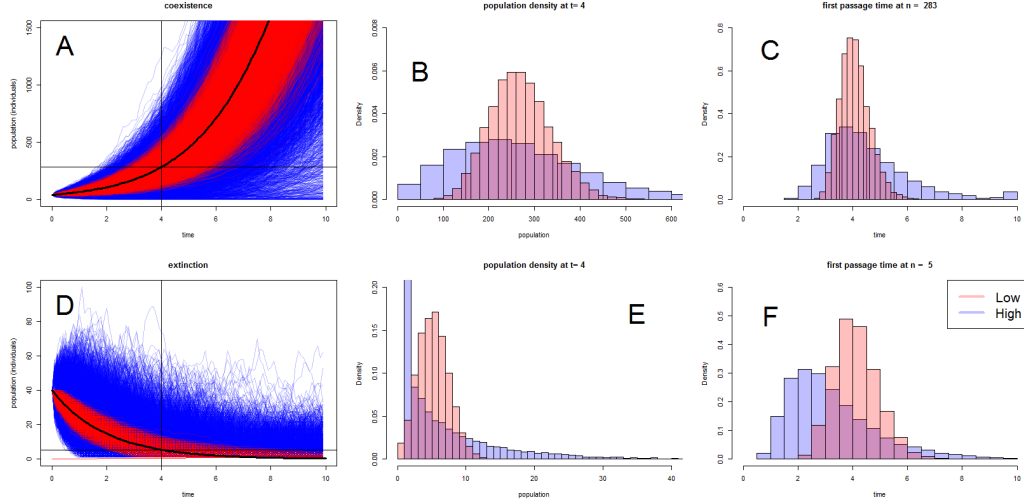 coexistence
A
population (individuals)
0 500 1000 1500
0 2 4 6 8 10
time
population density at t= 4
B
Density
0.000 0.002 0.004 0.006 0.008
0 100 200 300 400 500 600
population
first passage time at n = 283
C
Density
0.0 0.2 0.4 0.6 0.8
0 2 4 6 8 10
time
extinction
D
population (individuals)
0 20 40 60 80 100
0 2 4 6 8 10
time
population density at t= 4
E
Density
0.00 0.05 0.10 0.15 0.20
0 10 20 30 40
population
first passage time at n = 5
F
Low
High
Density
0.0 0.1 0.2 0.3 0.4 0.5 0.6
0 2 4 6 8 10
time